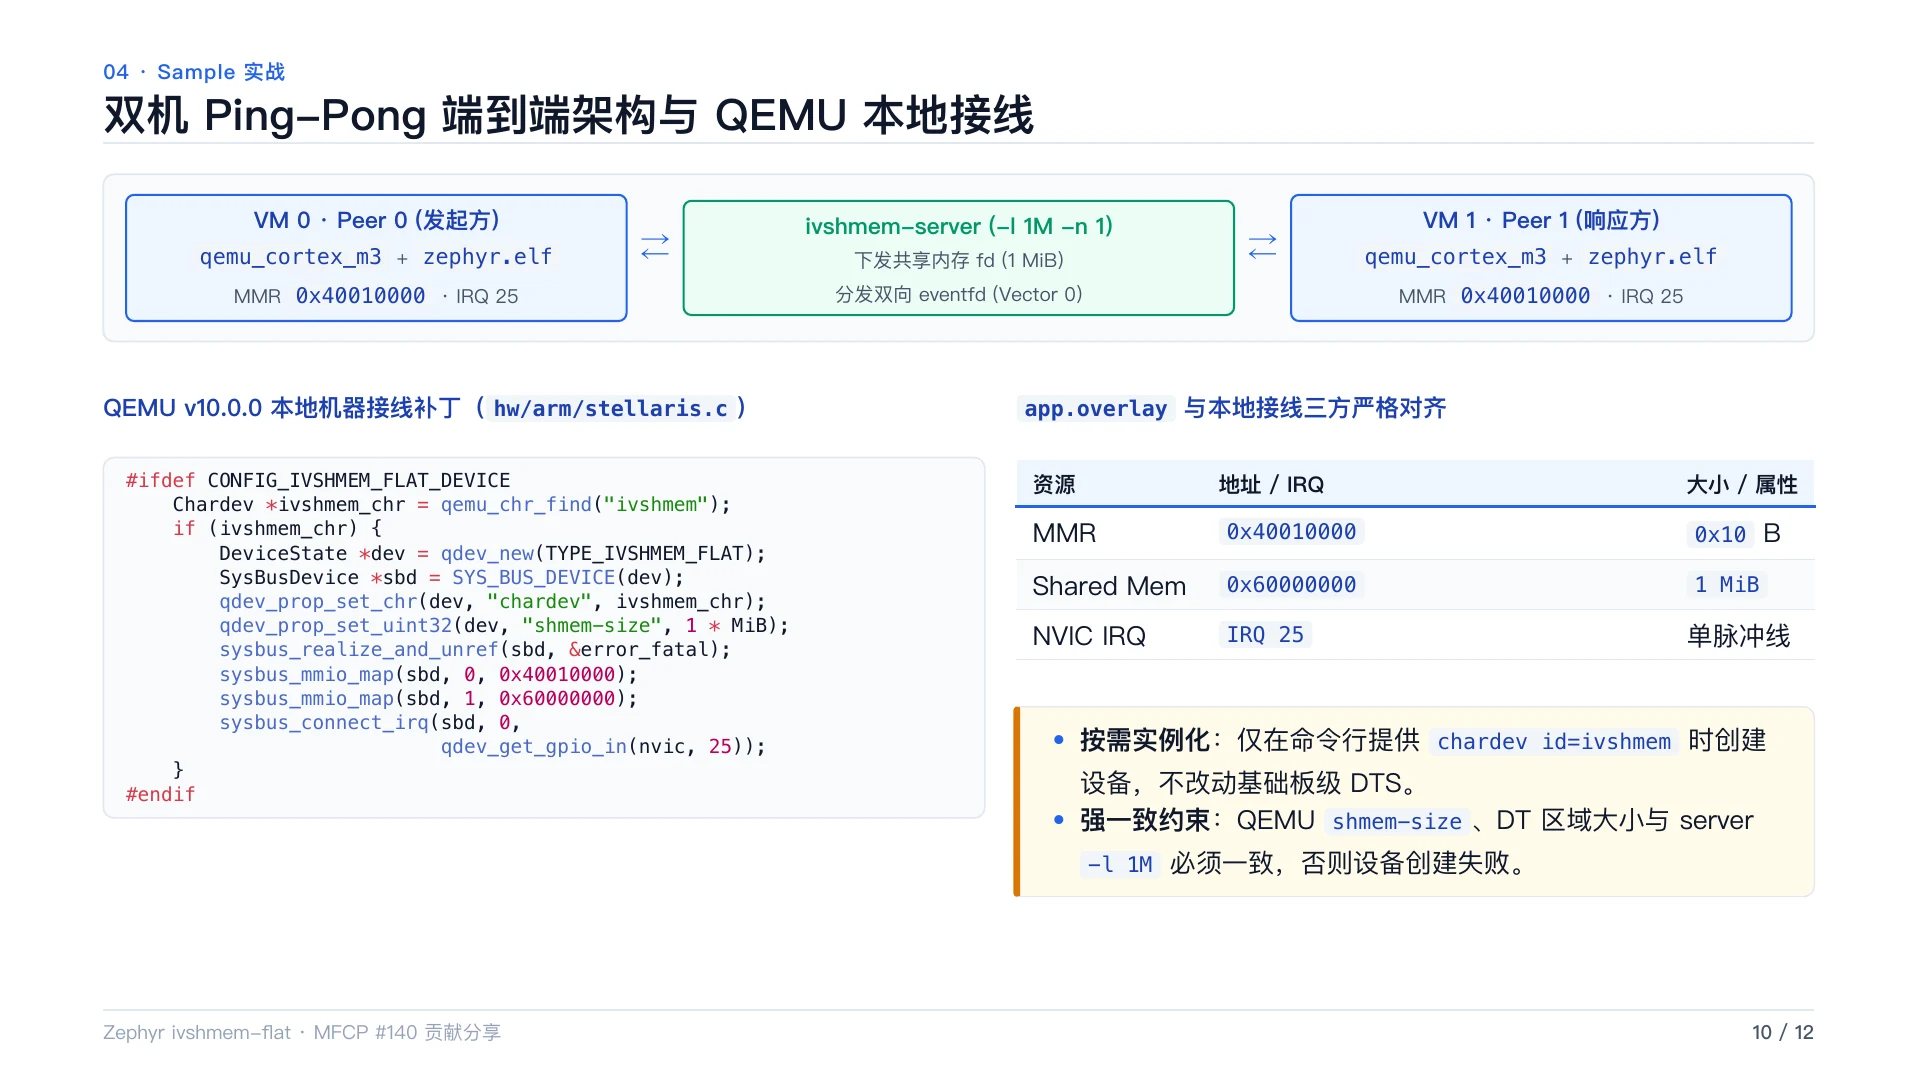 04 · Sample 实战
双机 Ping–Pong 端到端架构与 QEMU 本地接线
VM 0 · Peer 0 (发起方)
qemu_cortex_m3 + zephyr.elf
MMR 0x40010000 · IRQ 25
⇄
ivshmem–server (–l 1M –n 1)
下发共享内存 fd (1 MiB)
分发双向 eventfd (Vector 0)
⇄
VM 1 · Peer 1 (响应方)
qemu_cortex_m3 + zephyr.elf
MMR 0x40010000 · IRQ 25
QEMU v10.0.0 本地机器接线补丁（hw/arm/stellaris.c）
#ifdef CONFIG_IVSHMEM_FLAT_DEVICE
    Chardev *ivshmem_chr = qemu_chr_find("ivshmem");
    if (ivshmem_chr) {
        DeviceState *dev = qdev_new(TYPE_IVSHMEM_FLAT);
        SysBusDevice *sbd = SYS_BUS_DEVICE(dev);
        qdev_prop_set_chr(dev, "chardev", ivshmem_chr);
        qdev_prop_set_uint32(dev, "shmem-size", 1 * MiB);
        sysbus_realize_and_unref(sbd, &error_fatal);
        sysbus_mmio_map(sbd, 0, 0x40010000);
        sysbus_mmio_map(sbd, 1, 0x60000000);
        sysbus_connect_irq(sbd, 0,
                           qdev_get_gpio_in(nvic, 25));
    }
#endif
app.overlay 与本地接线三方严格对齐
资源 地址 / IRQ 大小 / 属性
MMR 0x40010000 0x10 B
Shared Mem 0x60000000 1 MiB
NVIC IRQ IRQ 25 单脉冲线
• 按需实例化：仅在命令行提供 chardev id=ivshmem 时创建
设备，不改动基础板级 DTS。
• 强一致约束：QEMU shmem-size、DT 区域大小与 server
-l 1M 必须一致，否则设备创建失败。
Zephyr ivshmem–flat · MFCP #140 贡献分享
10 / 12